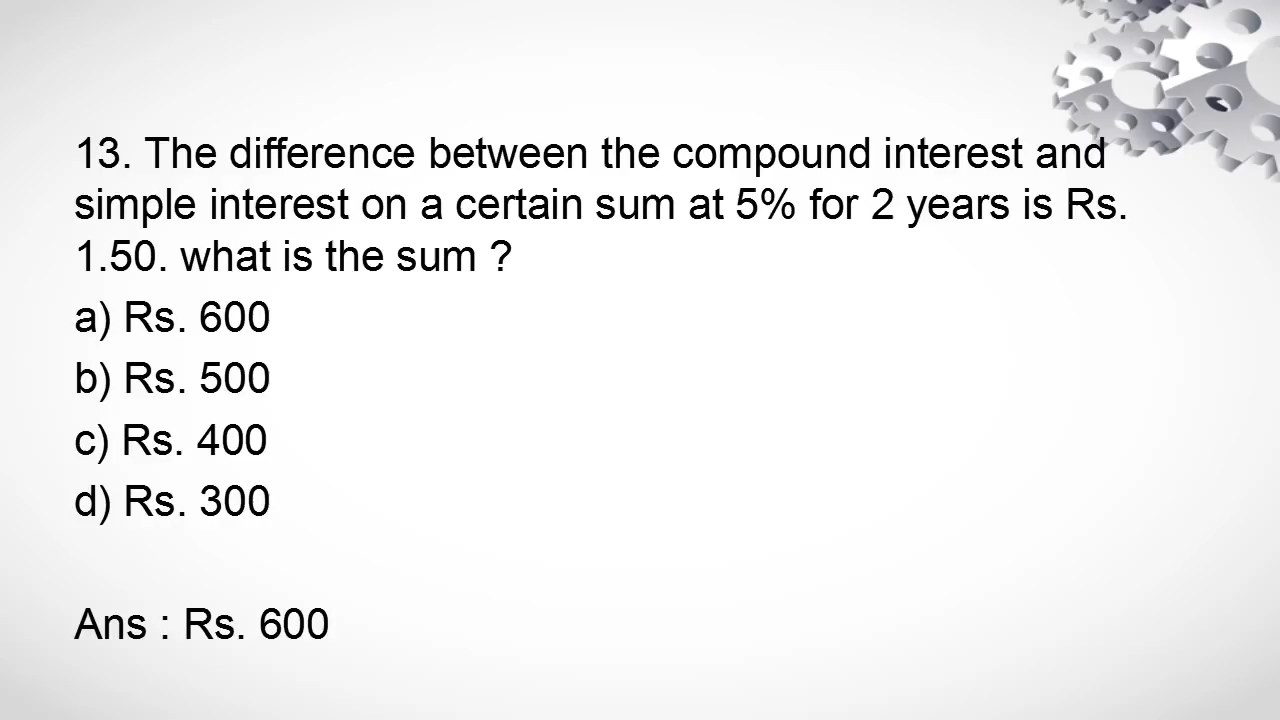 13. The difference between the compound interest and
simple interest on a certain sum at 5% for 2 years is Rs.
1.50. what is the sum ?
a) Rs. 600
b) Rs. 500
c) Rs. 400
d) Rs. 300
Ans : Rs. 600